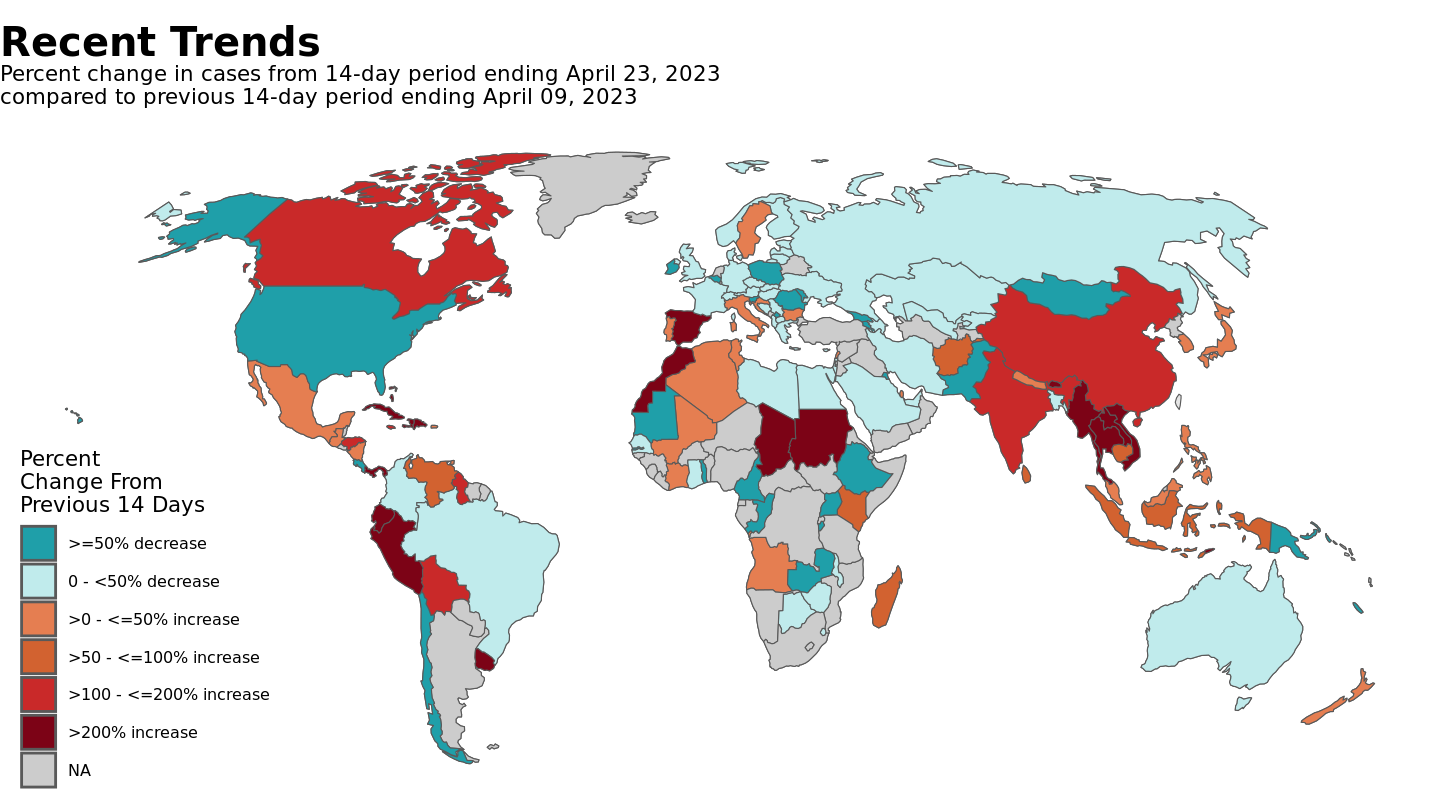 Recent Trends
Percent change in cases from 14-day period ending April 23, 2023
compared to previous 14-day period ending April 09, 2023
Percent
Change From
Previous 14 Days
>=50% decrease
0 - <50% decrease
>0 - <=50% increase
>50 - <=100% increase
>100 - <=200% increase
>200% increase
NA